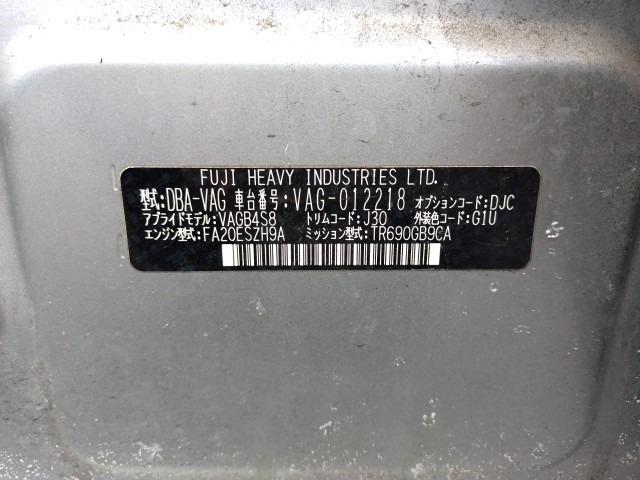 FUJI HEAVY INDUSTRIES LTD.
型式:DBA-VAG 車台番号:VAG-012218 オプションコード:DJC
アプライドモデル:VAGB4S8 トリムコード:J30 外装色コード:G1U
エンジン型式:FA20ESZH9A ミッション型式:TR690GB9CA